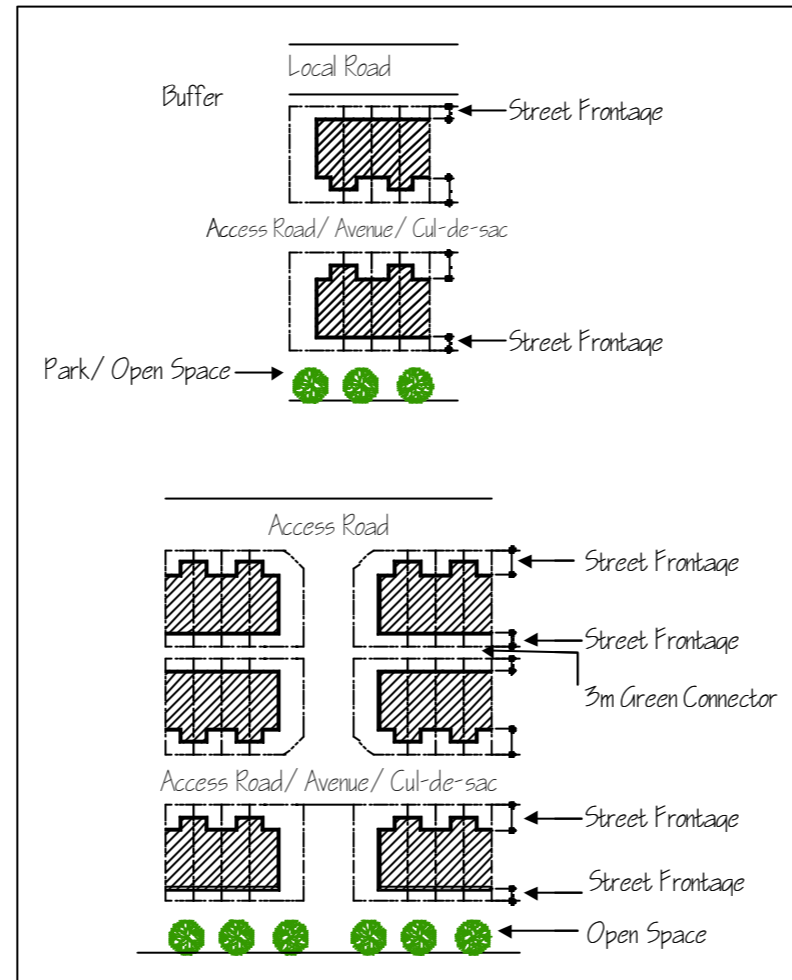 Local Road
Buffer
Street Frontage
Access Road/ Avenue/ Cul-de-sac
Street Frontage
Park/ Open Space
Access Road
Street Frontage
Street Frontage
3m Green Connector
Access Road/ Avenue/ Cul-de-sac
Street Frontage
Street Frontage
Open Space